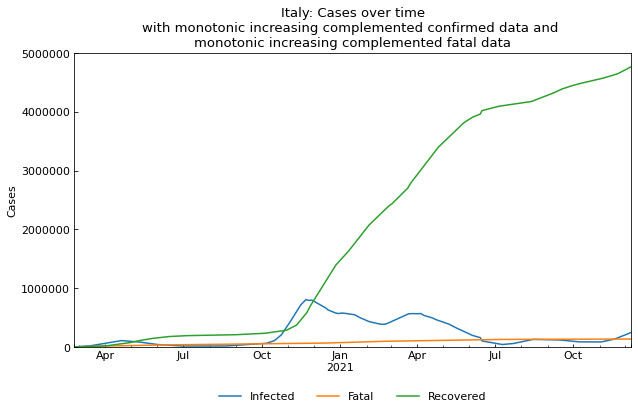 Italy: Cases over time
with monotonic increasing complemented confirmed data and
monotonic increasing complemented fatal data
5000000
4000000
3000000
2000000
1000000
0
Cases
Apr Jul Oct Jan Apr Jul Oct
2021
Infected Fatal Recovered